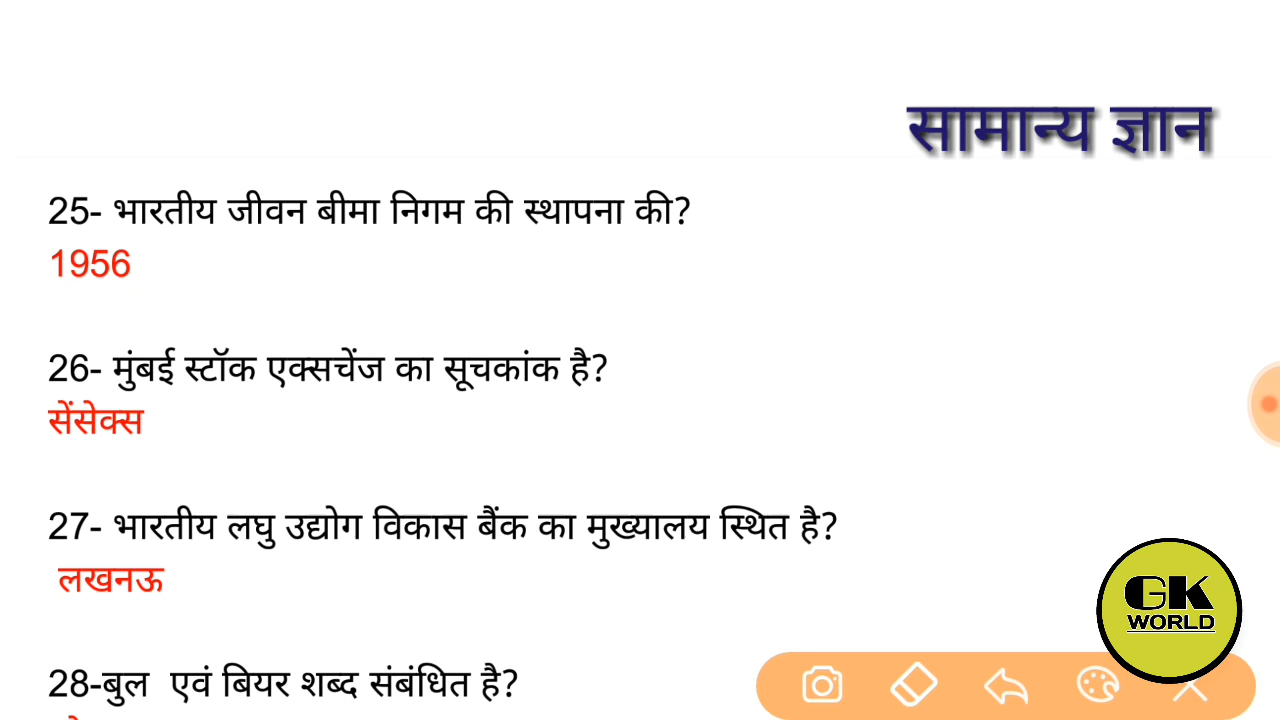 सामान्य ज्ञान
25- भारतीय जीवन बीमा निगम की स्थापना की?
1956
26- मुंबई स्टॉक एक्सचेंज का सूचकांक है?
सेंसेक्स
27- भारतीय लघु उद्योग विकास बैंक का मुख्यालय स्थित है?
लखनऊ
28-बुल एवं बियर शब्द संबंधित है?
GK
WORLD